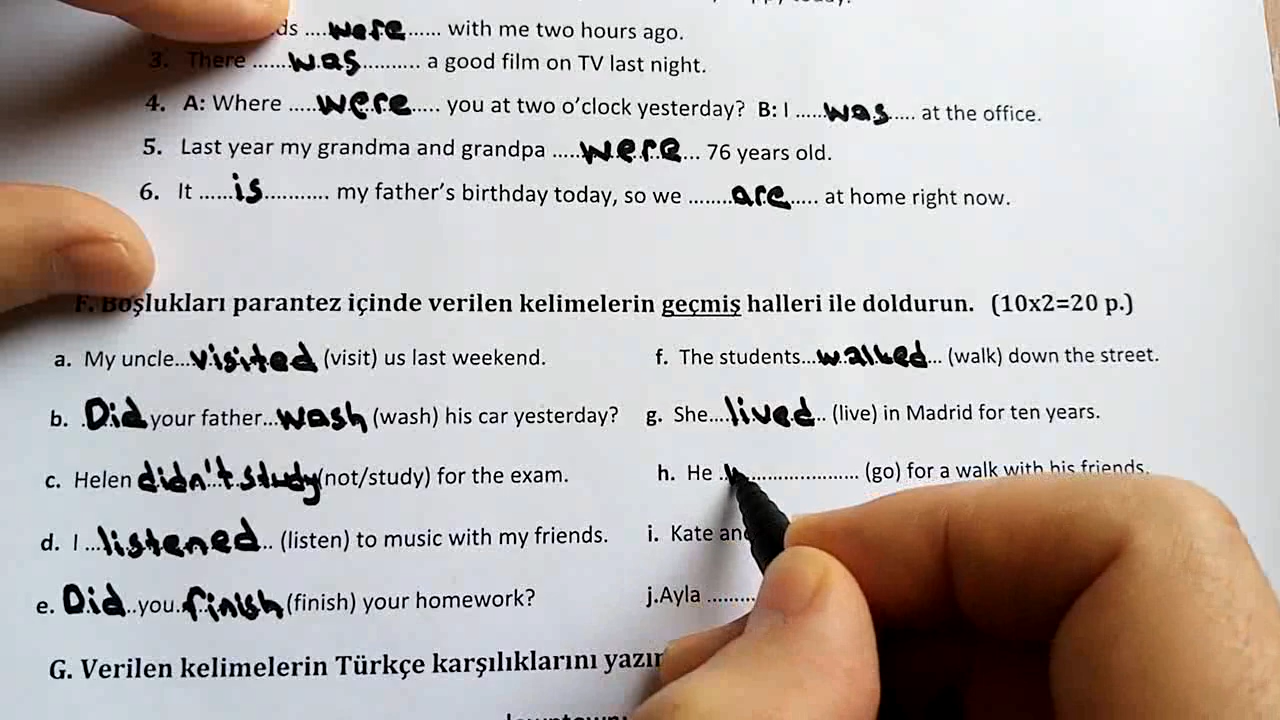 were ...... with me two hours ago.
3. There ......was.......... a good film on TV last night.
4. A: Where .....were..... you at two o'clock yesterday? B: I .....was..... at the office.
5. Last year my grandma and grandpa .....were... 76 years old.
6. It ......is........... my father's birthday today, so we ........are..... at home right now.
F. Boşlukları parantez içinde verilen kelimelerin geçmiş halleri ile doldurun. (10x2=20 p.)
a. My uncle...visited (visit) us last weekend.
b. .Did your father...wash (wash) his car yesterday?
c. Helen didn't study(not/study) for the exam.
d. I ...listened.. (listen) to music with my friends.
e. Did..you.finish (finish) your homework?
f. The students...walked... (walk) down the street.
g. She....lived.. (live) in Madrid for ten years.
h. He ...................... (go) for a walk with his friends.
i. Kate
j.Ayla .........
G. Verilen kelimelerin Türkçe karşılıklarını